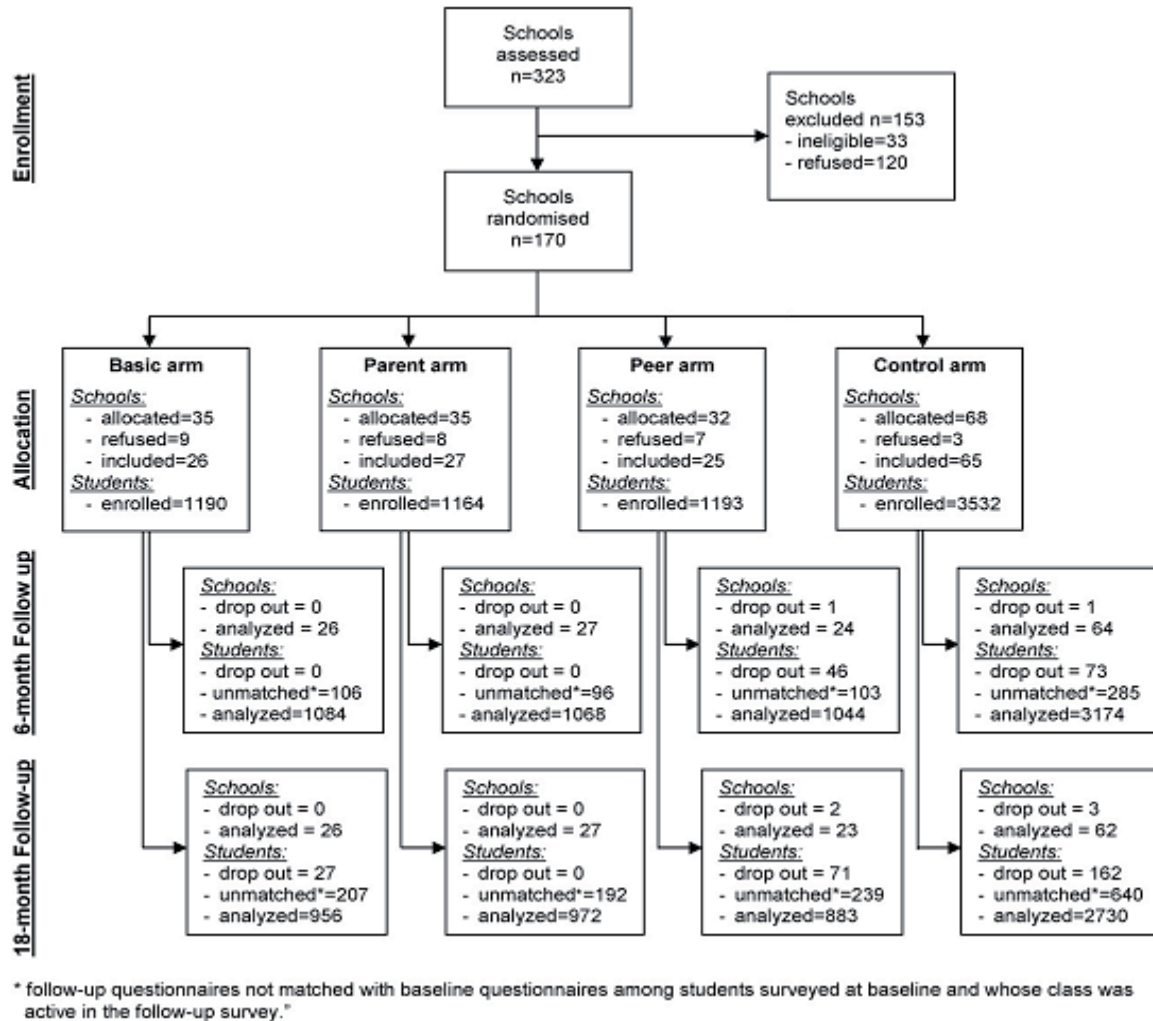 Enrollment
Schools
assessed
n=323
Schools
excluded n=153
- ineligible=33
- refused=120
Schools
randomised
n=170
Allocation
Basic arm
Schools:
- allocated=35
- refused=9
- included=26
Students:
- enrolled=1190
Parent arm
Schools:
- allocated=35
- refused=8
- included=27
Students:
- enrolled=1164
Peer arm
Schools:
- allocated=32
- refused=7
- included=25
Students:
- enrolled=1193
Control arm
Schools:
- allocated=68
- refused=3
- included=65
Students:
- enrolled=3532
6-month Follow up
Schools:
- drop out = 0
- analyzed = 26
Students:
- drop out = 0
- unmatched*=106
- analyzed=1084
Schools:
- drop out = 0
- analyzed = 27
Students:
- drop out = 0
- unmatched*=96
- analyzed=1068
Schools:
- drop out = 1
- analyzed = 24
Students:
- drop out = 46
- unmatched*=103
- analyzed=1044
Schools:
- drop out = 1
- analyzed = 64
Students:
- drop out = 73
- unmatched*=285
- analyzed=3174
18-month Follow-up
Schools:
- drop out = 0
- analyzed = 26
Students:
- drop out = 27
- unmatched*=207
- analyzed=956
Schools:
- drop out = 0
- analyzed = 27
Students:
- drop out = 0
- unmatched*=192
- analyzed=972
Schools:
- drop out = 2
- analyzed = 23
Students:
- drop out = 71
- unmatched*=239
- analyzed=883
Schools:
- drop out = 3
- analyzed = 62
Students:
- drop out = 162
- unmatched*=640
- analyzed=2730
* follow-up questionnaires not matched with baseline questionnaires among students surveyed at baseline and whose class was
active in the follow-up survey."